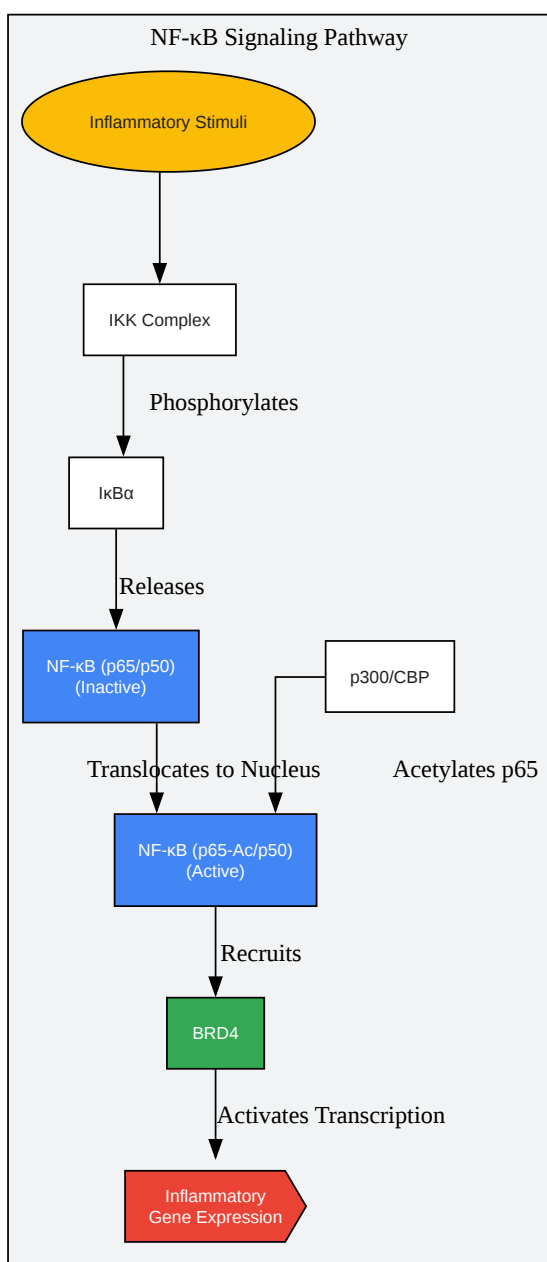 NF-κB Signaling Pathway
Inflammatory Stimuli
IKK Complex
Phosphorylates
IκBα
Releases
NF-κB (p65/p50)
(Inactive)
p300/CBP
Translocates to Nucleus
Acetylates p65
NF-κB (p65-Ac/p50)
(Active)
Recruits
BRD4
Activates Transcription
Inflammatory
Gene Expression